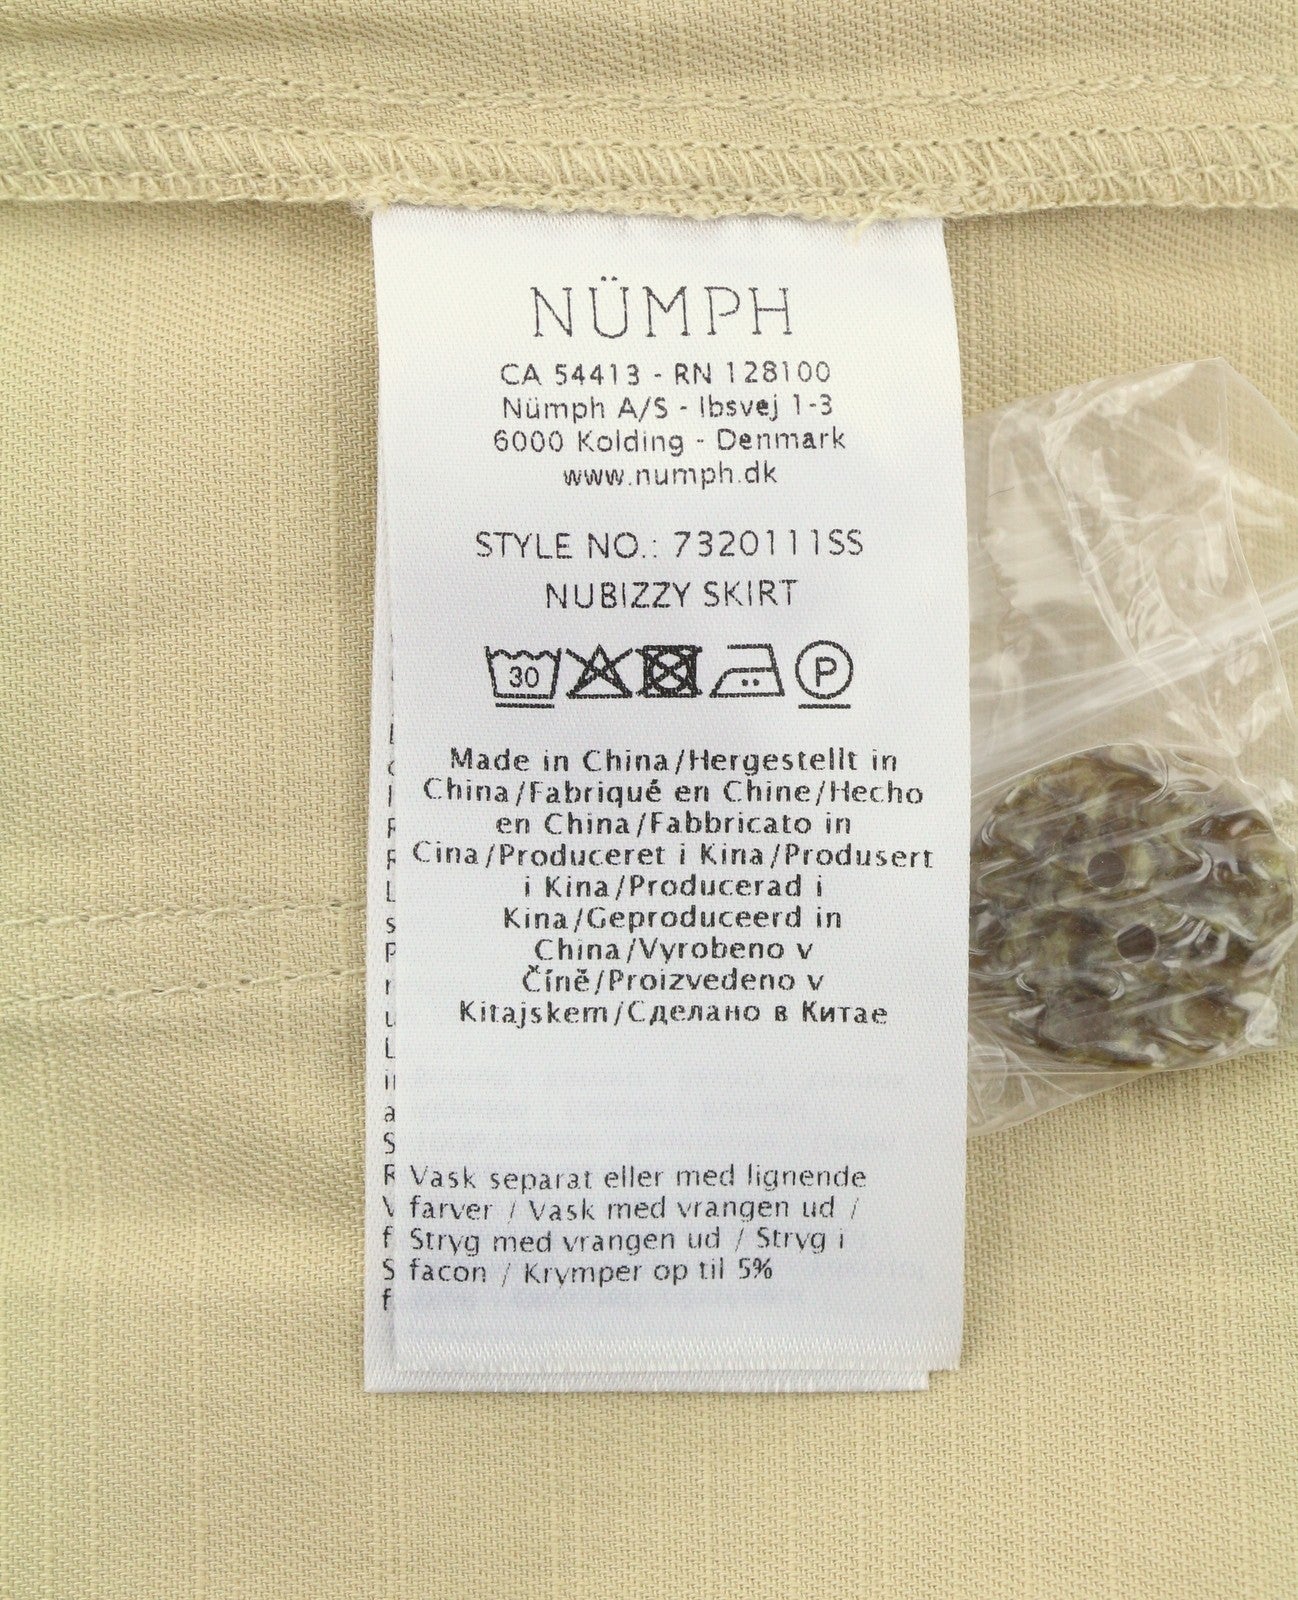 NÜMPH
CA 54413 - RN 128100
Nümph A/S - Ibsvej 1-3
6000 Kolding - Denmark
www.numph.dk
STYLE NO.: 7320111SS
NUBIZZY SKIRT
30 P
Made in China/Hergestellt in
China/Fabriqué en Chine/Hecho
en China/Fabbricato in
Cina/Produceret i Kina/Produsert
i Kina/Producerad i
Kina/Geproduceerd in
China/Vyrobeno v
Číně/Proizvedeno v
Kitajskem/Сделано в Китае
Vask separat eller med lignende
farver / Vask med vrangen ud /
Stryg med vrangen ud / Stryg i
facon / Krymper op til 5%